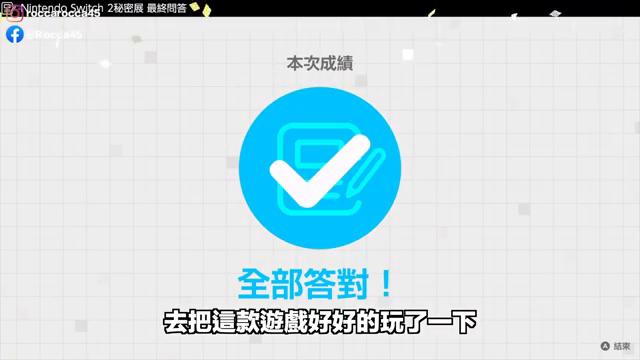 Nintendo Switch 2秘密展 最終問答
roccarocca45
@Rocca45
本次成績
全部答對！
去把這款遊戲好好的玩了一下
A 結束